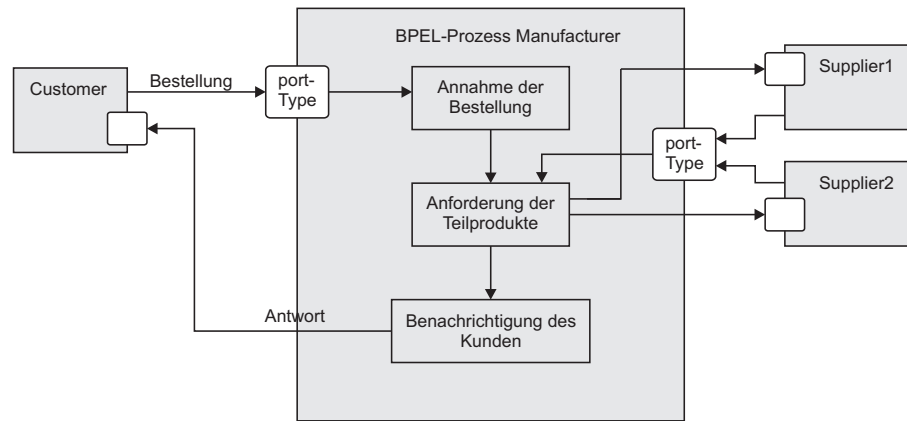 BPEL-Prozess Manufacturer
Customer
Bestellung
port-
Type
Annahme der
Bestellung
Supplier1
port-
Type
Supplier2
Anforderung der
Teilprodukte
Antwort
Benachrichtigung des
Kunden